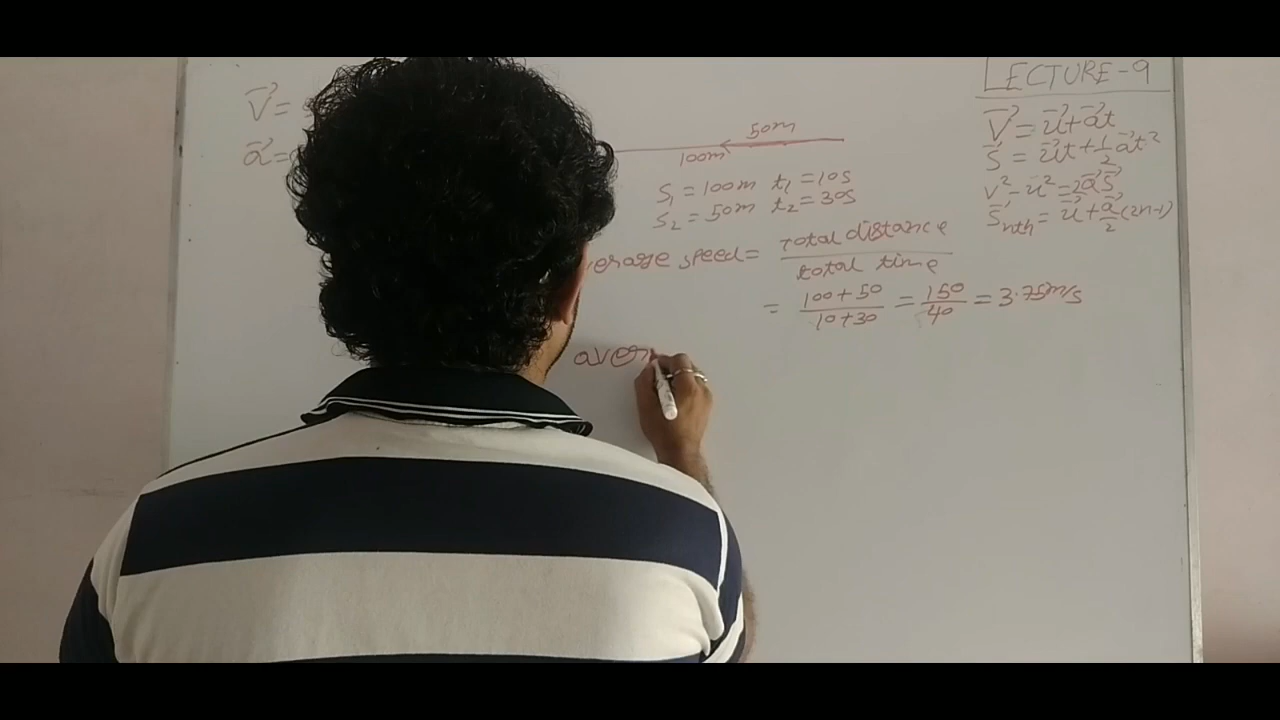 LECTURE-9
V⃗ = u⃗+a⃗t
S⃗ = u⃗t+1/2 a⃗t²
v²-u²=2a⃗S⃗
S⃗nth = u⃗+a⃗/2(2n-1)
V⃗=
a⃗=
50m
100m
S₁ = 100m t₁ = 10s
S₂ = 50m t₂ = 30s
erage speed= total distance / total time
= 100+50 / 10+30 = 150/40 = 3.75m/s
aver